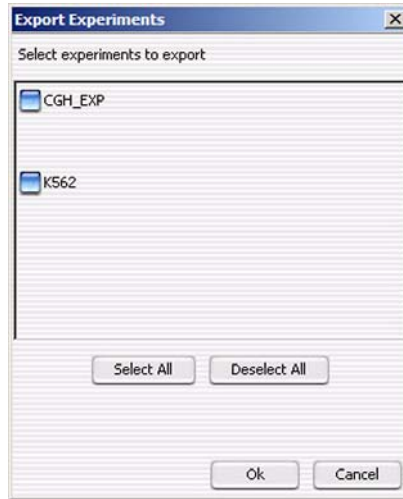 Export Experiments
Select experiments to export
CGH_EXP
K562
Select All Deselect All
Ok Cancel